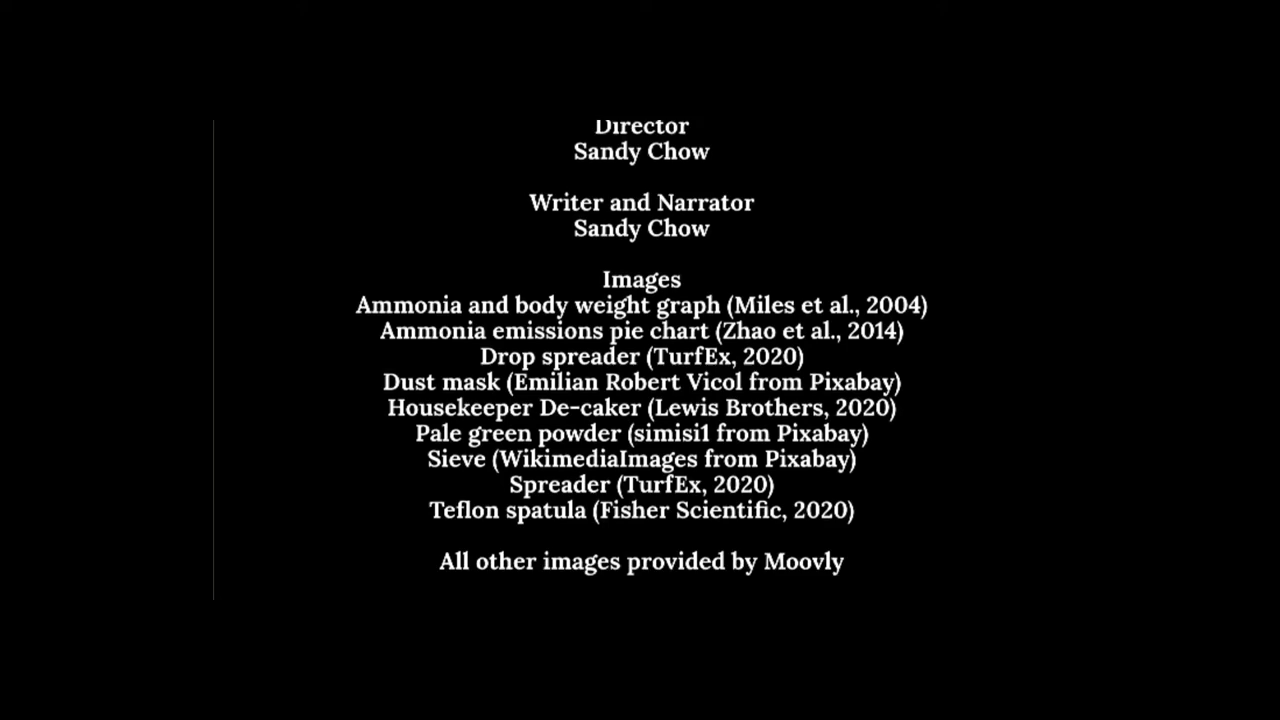 Director
Sandy Chow
Writer and Narrator
Sandy Chow
Images
Ammonia and body weight graph (Miles et al., 2004)
Ammonia emissions pie chart (Zhao et al., 2014)
Drop spreader (TurfEx, 2020)
Dust mask (Emilian Robert Vicol from Pixabay)
Housekeeper De-caker (Lewis Brothers, 2020)
Pale green powder (simisi1 from Pixabay)
Sieve (WikimediaImages from Pixabay)
Spreader (TurfEx, 2020)
Teflon spatula (Fisher Scientific, 2020)
All other images provided by Moovly